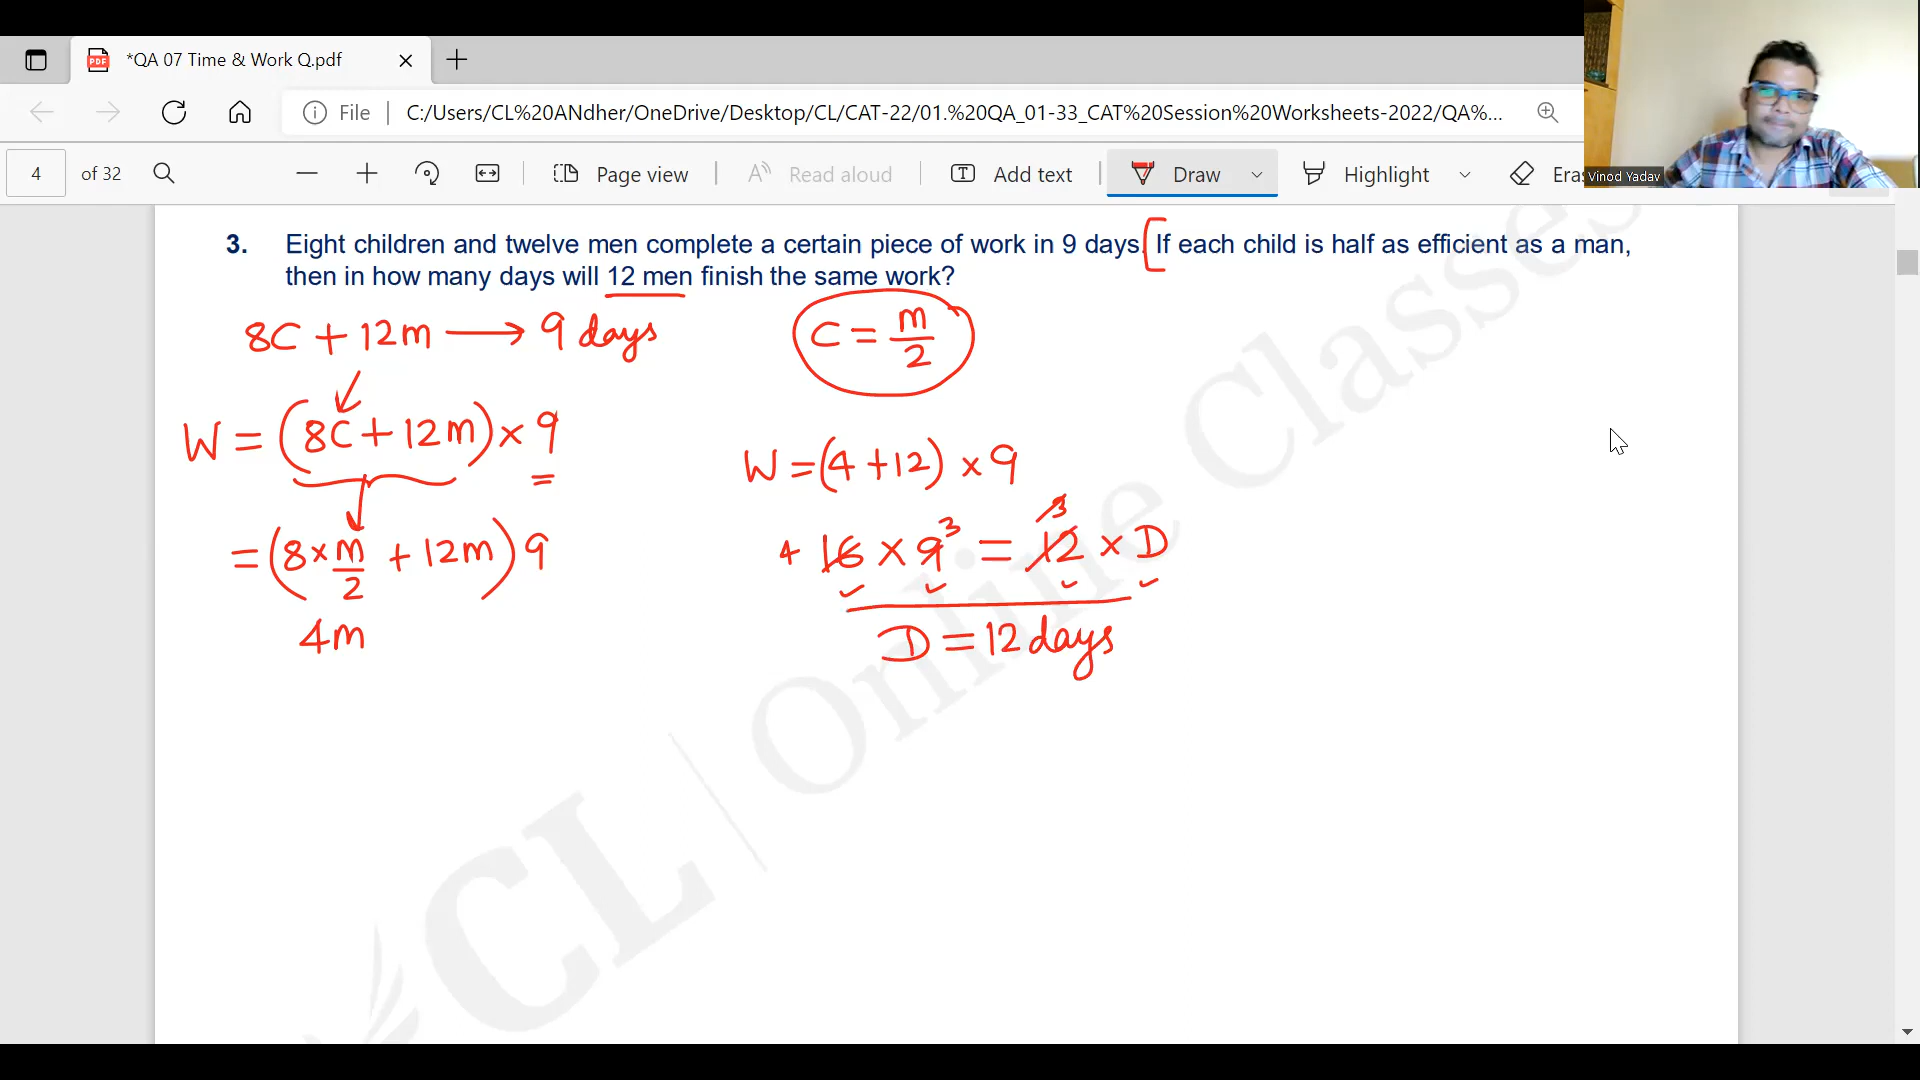 *QA 07 Time & Work Q.pdf
File C:/Users/CL%20ANdher/OneDrive/Desktop/CL/CAT-22/01.%20QA_01-33_CAT%20Session%20Worksheets-2022/QA%...
4 of 32 Page view Read aloud Add text Draw Highlight
Vinod Yadav
3. Eight children and twelve men complete a certain piece of work in 9 days. If each child is half as efficient as a man,
then in how many days will 12 men finish the same work?
8C + 12m → 9 days
C = m/2
W = (8C + 12m) × 9
W = (4 + 12) × 9
= (8 × m/2 + 12m) 9
4 16 × 9 3 = 12 3 × D
4m
D = 12 days
CL Online Classes